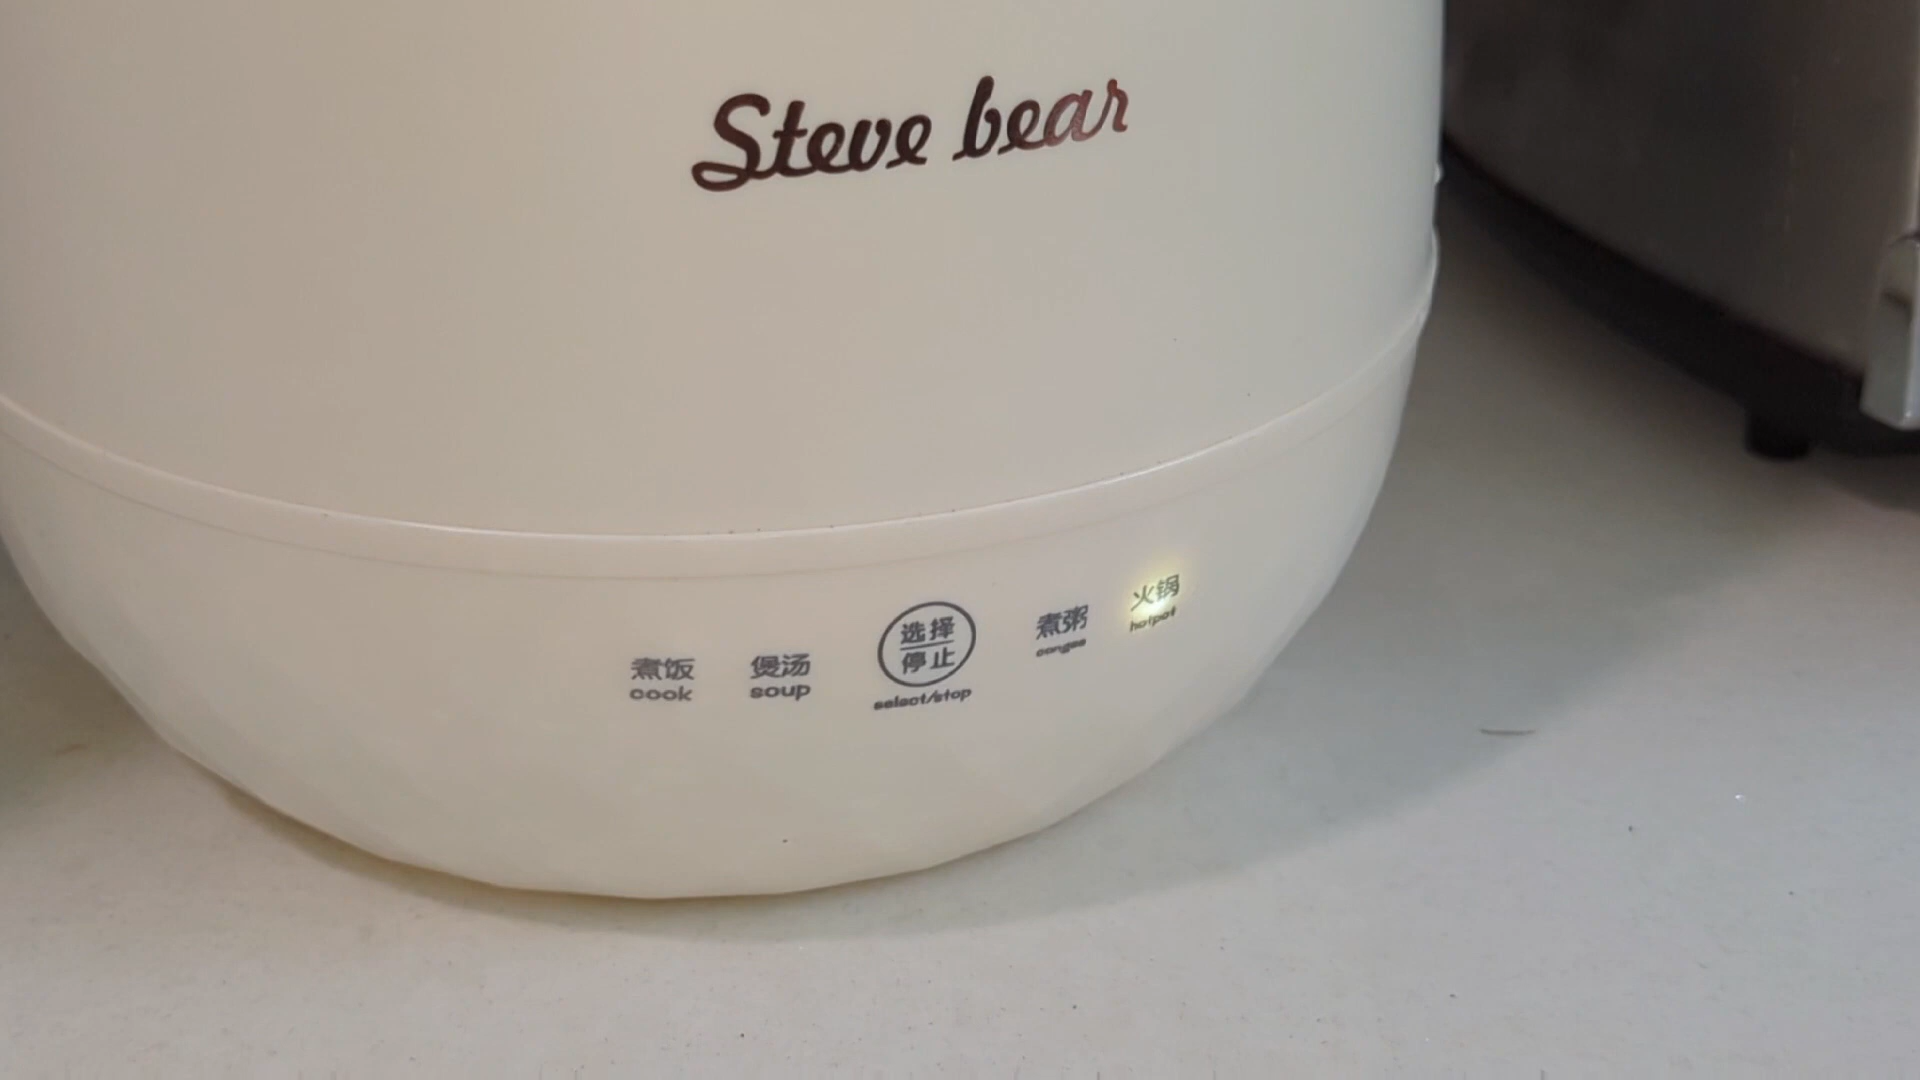 Steve bear
煮饭
cook
煲汤
soup
选择
停止
select/stop
煮粥
congee
火锅
hotpot